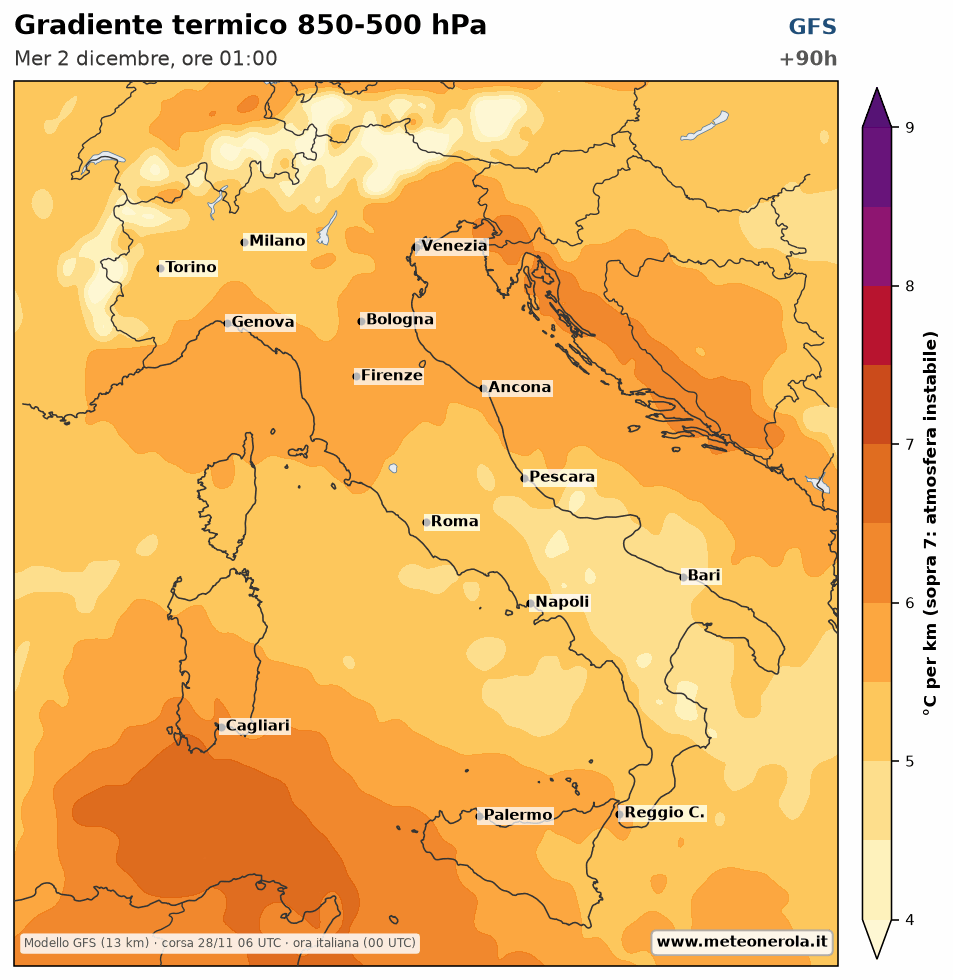 Gradiente termico 850-500 hPa
GFS
Mer 2 dicembre, ore 01:00
+90h
Milano
Venezia
Torino
Genova
Bologna
Firenze
Ancona
Pescara
Roma
Bari
Napoli
Cagliari
Palermo
Reggio C.
9
8
7
6
5
4
°C per km (sopra 7: atmosfera instabile)
Modello GFS (13 km) · corsa 28/11 06 UTC · ora italiana (00 UTC)
www.meteonerola.it